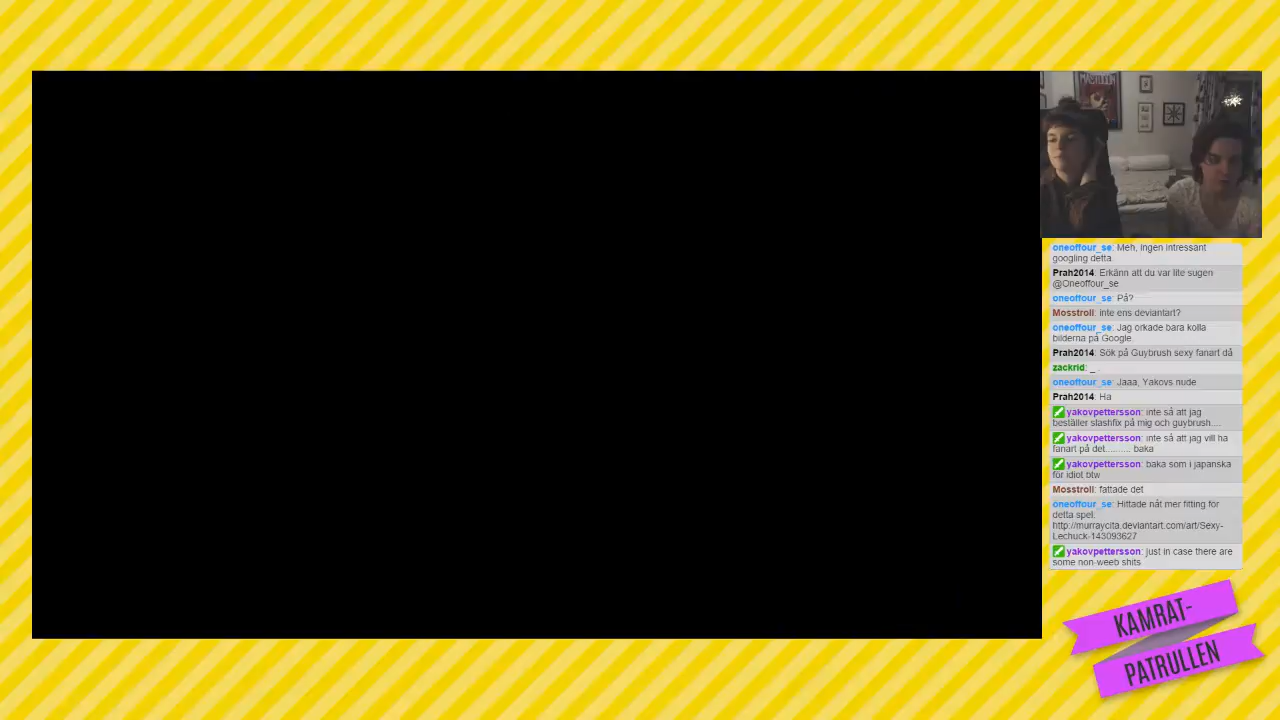 MASTODON
oneoffour_se: Meh, ingen intressant
googling detta.
Prah2014: Erkänn att du var lite sugen
@Oneoffour_se
oneoffour_se: På?
Mosstroll: inte ens deviantart?
oneoffour_se: Jag orkade bara kolla
bilderna på Google.
Prah2014: Sök på Guybrush sexy fanart då
zackrid: _ .
oneoffour_se: Jaaa, Yakovs nude
Prah2014: Ha
yakovpettersson: inte så att jag
beställer slashfix på mig och guybrush....
yakovpettersson: inte så att jag vill ha
fanart på det.......... baka
yakovpettersson: baka som i japanska
för idiot btw
Mosstroll: fattade det
oneoffour_se: Hittade nåt mer fitting för
detta spel.
http://murraycita.deviantart.com/art/Sexy-
Lechuck-143093627
yakovpettersson: just in case there are
some non-weeb shits
KAMRAT-
PATRULLEN